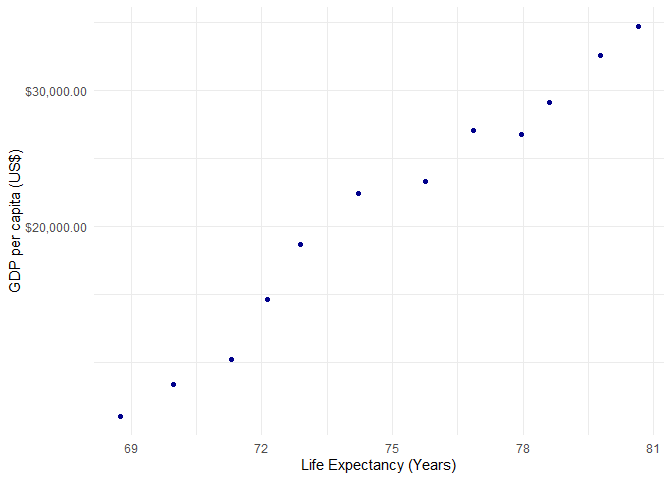 GDP per capita (US$)
$30,000.00
$20,000.00
69 72 75 78 81
Life Expectancy (Years)